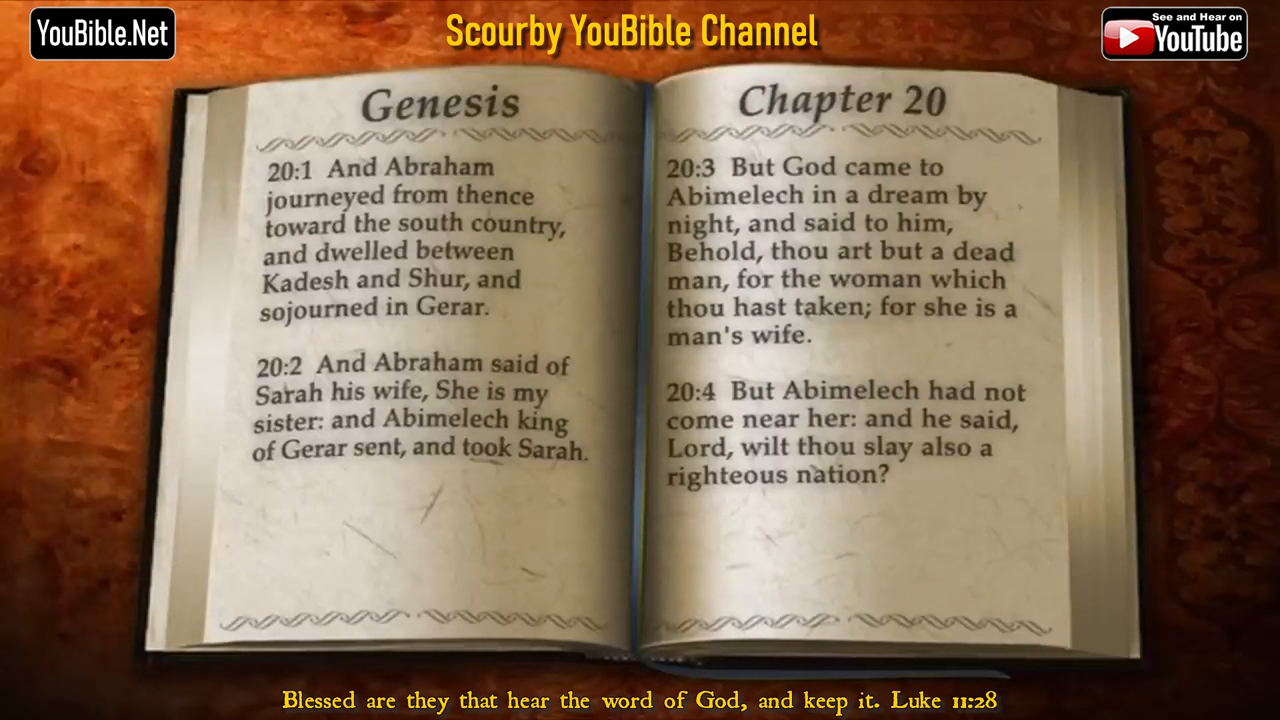 YouBible.Net
Scourby YouBible Channel
See and Hear on
YouTube
Genesis
20:1 And Abraham
journeyed from thence
toward the south country,
and dwelled between
Kadesh and Shur, and
sojourned in Gerar.
20:2 And Abraham said of
Sarah his wife, She is my
sister: and Abimelech king
of Gerar sent, and took Sarah.
Chapter 20
20:3 But God came to
Abimelech in a dream by
night, and said to him,
Behold, thou art but a dead
man, for the woman which
thou hast taken; for she is a
man's wife.
20:4 But Abimelech had not
come near her: and he said,
Lord, wilt thou slay also a
righteous nation?
Blessed are they that hear the word of God, and keep it. Luke 11:28